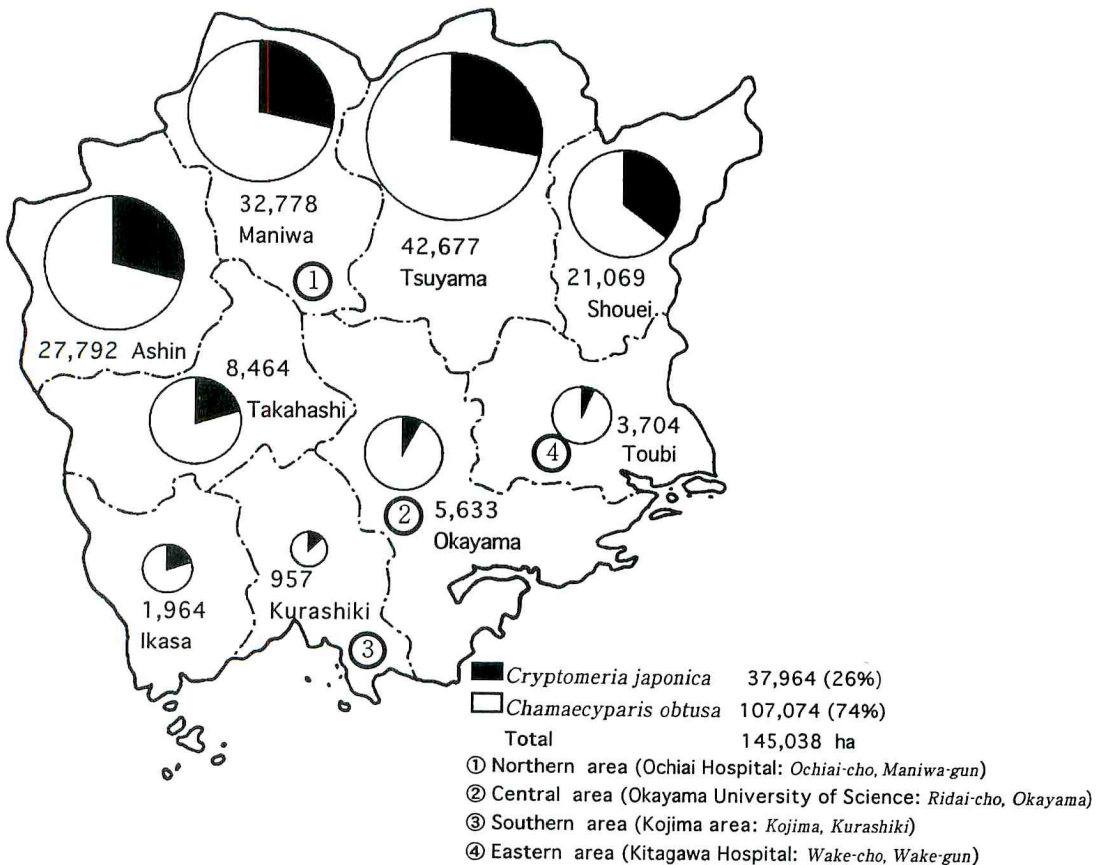 32,778
Maniwa
①
42,677
Tsuyama
21,069
Shouei
27,792 Ashin
8,464
Takahashi
3,704
Toubi
④
②
5,633
Okayama
957
Kurashiki
1,964
Ikasa
③
Cryptomeria japonica 37,964 (26%)
Chamaecyparis obtusa 107,074 (74%)
Total 145,038 ha
① Northern area (Ochiai Hospital: Ochiai-cho, Maniwa-gun)
② Central area (Okayama University of Science: Ridai-cho, Okayama)
③ Southern area (Kojima area: Kojima, Kurashiki)
④ Eastern area (Kitagawa Hospital: Wake-cho, Wake-gun)